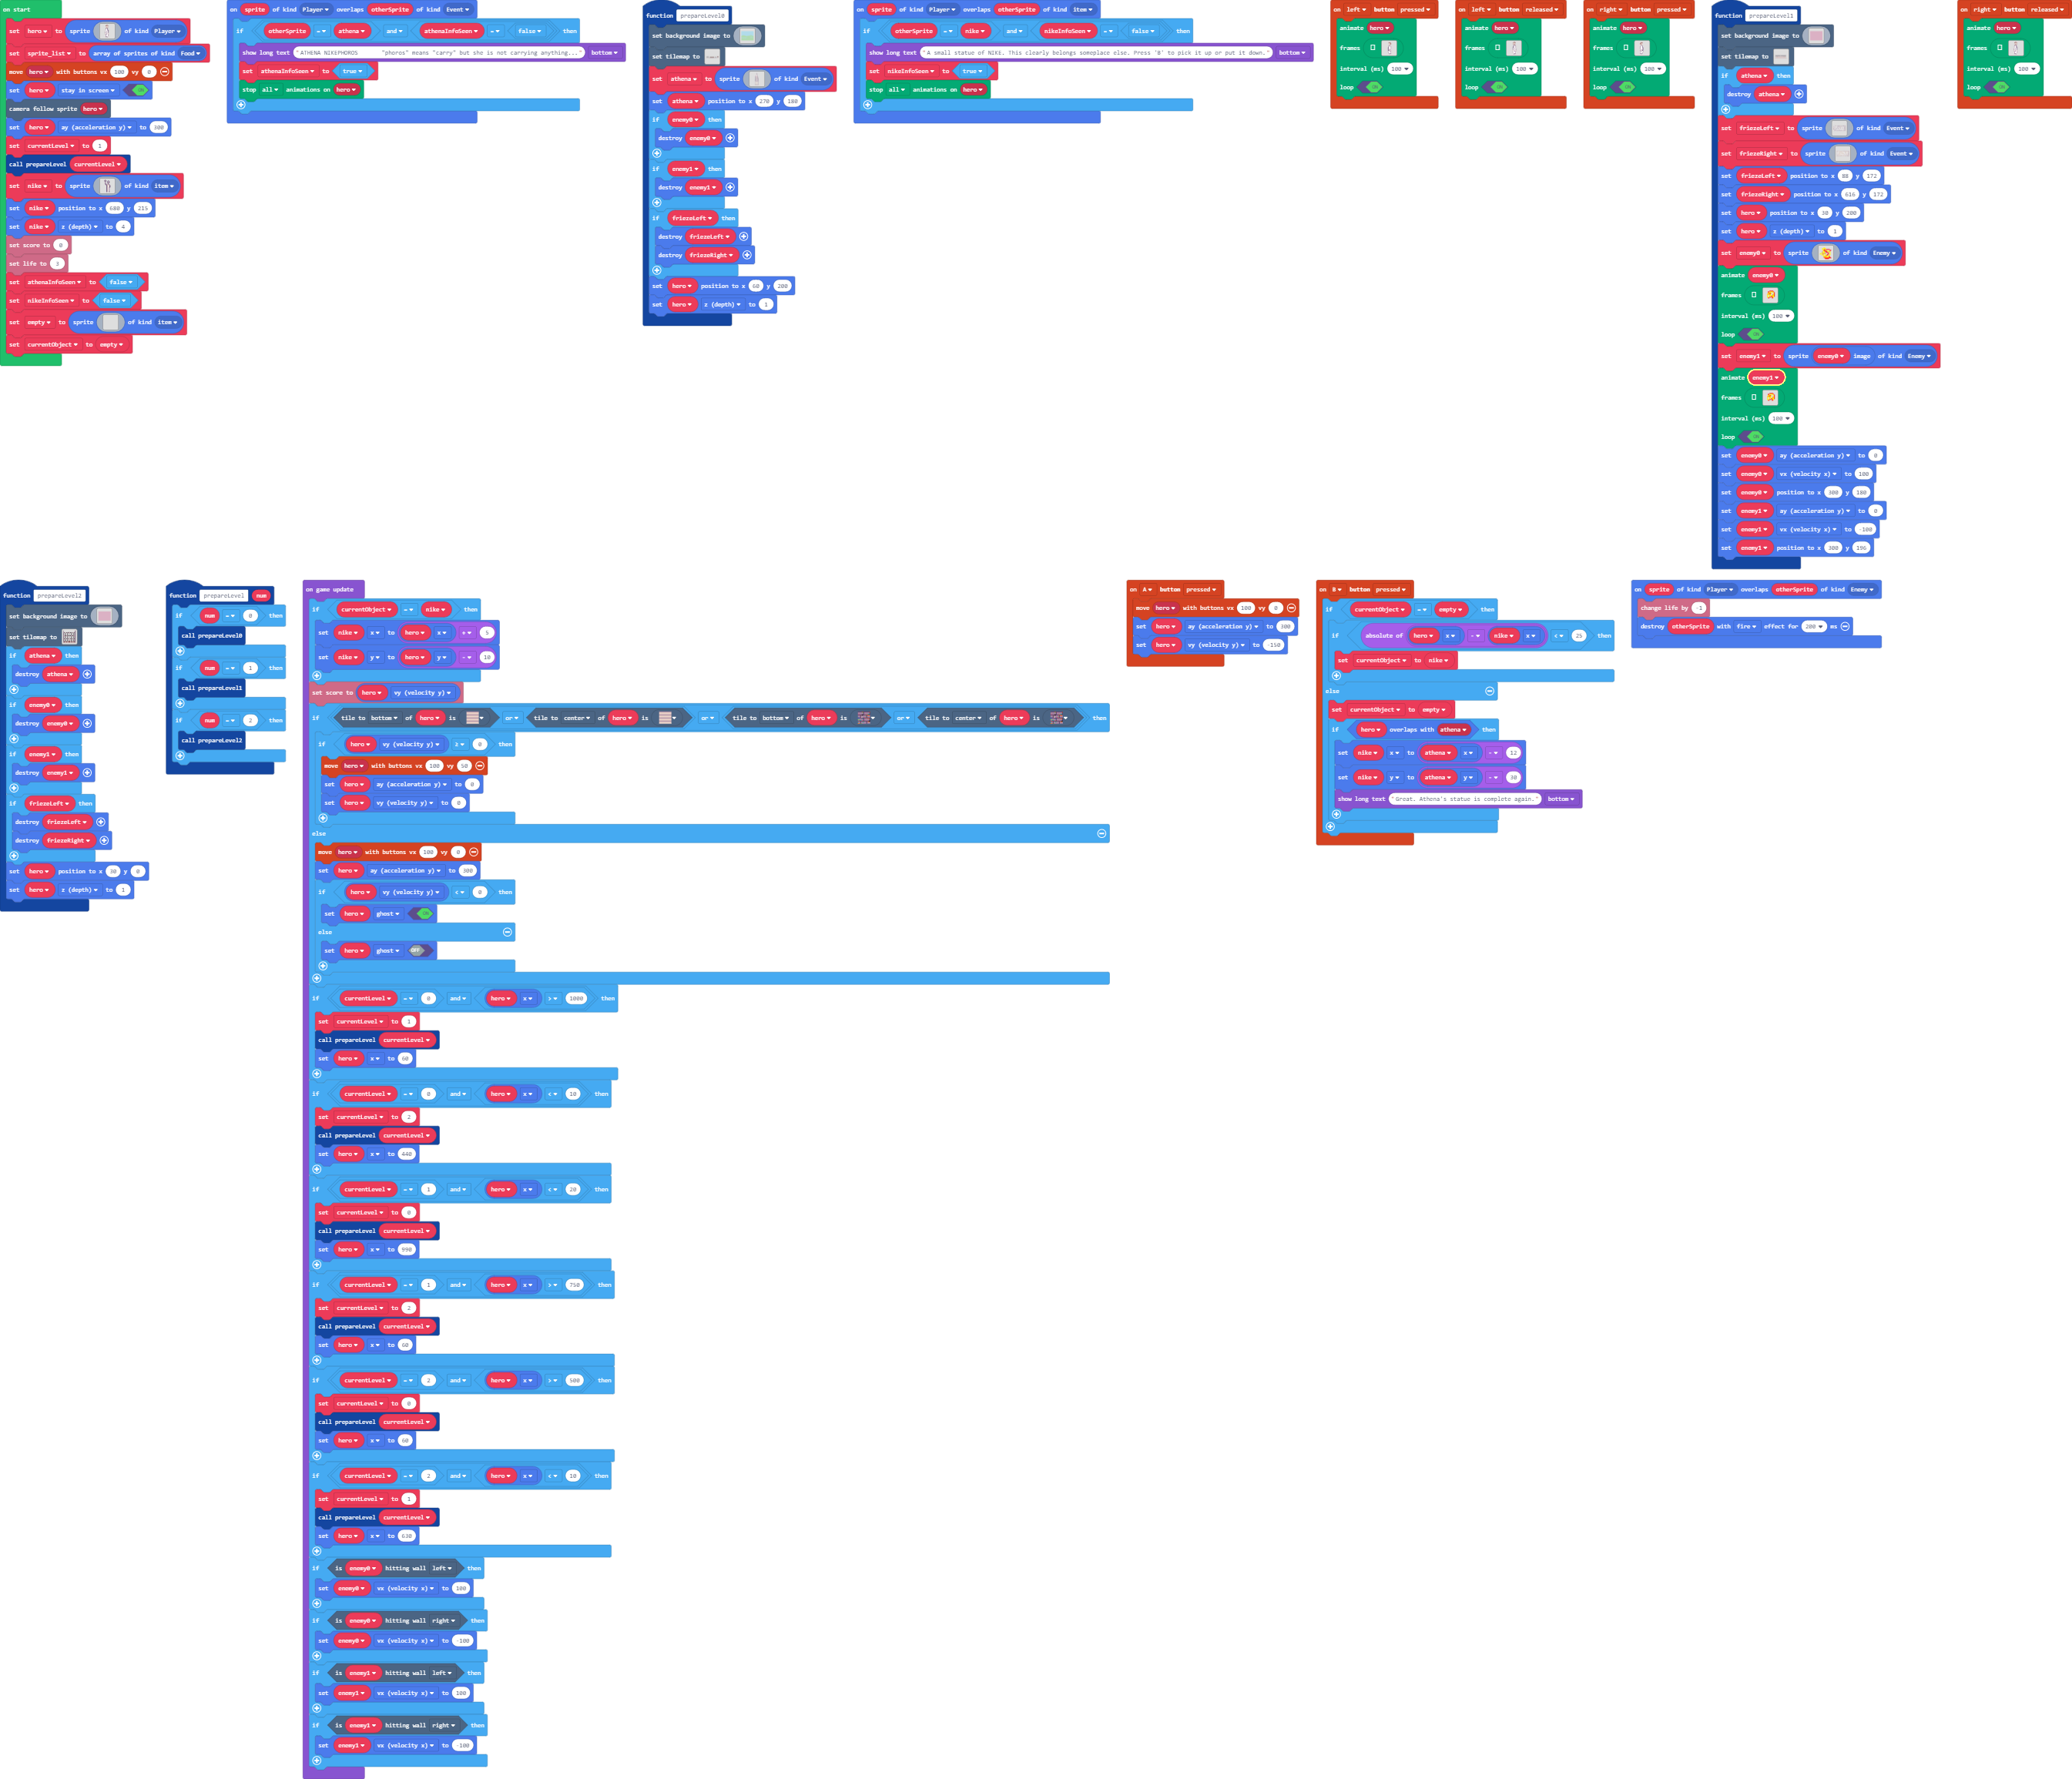 on start
set hero to sprite of kind Player
set sprite_list to array of sprites of kind Food
move hero with buttons vx 100 vy 0
set hero stay in screen ON
camera follow sprite hero
set hero ay (acceleration y) to 300
set currentLevel to 1
call prepareLevel currentLevel
set nike to sprite of kind item
set nike position to x 680 y 215
set nike z (depth) to 4
set score to 0
set life to 3
set athenaInfoSeen to false
set nikeInfoSeen to false
set empty to sprite of kind item
set currentObject to empty
on sprite of kind Player overlaps otherSprite of kind Event
if otherSprite = athena and athenaInfoSeen = false then
show long text "ATHENA NIKEPHOROS "phoros" means "carry" but she is not carrying anything..." bottom
set athenaInfoSeen to true
stop all animations on hero
function prepareLevel0
set background image to
set tilemap to
set athena to sprite of kind Event
set athena position to x 270 y 180
if enemy0 then
destroy enemy0
if enemy1 then
destroy enemy1
if friezeLeft then
destroy friezeLeft
destroy friezeRight
set hero position to x 60 y 200
set hero z (depth) to 1
on sprite of kind Player overlaps otherSprite of kind item
if otherSprite = nike and nikeInfoSeen = false then
show long text "A small statue of NIKE. This clearly belongs someplace else. Press 'B' to pick it up or put it down." bottom
set nikeInfoSeen to true
stop all animations on hero
on left button pressed
animate hero
frames
interval (ms) 100
loop
on left button released
animate hero
frames
interval (ms) 100
loop
on right button pressed
animate hero
frames
interval (ms) 100
loop
function prepareLevel1
set background image to
set tilemap to
if athena then
destroy athena
set friezeLeft to sprite of kind Event
set friezeRight to sprite of kind Event
set friezeLeft position to x 38 y 172
set friezeRight position to x 616 y 172
set hero position to x 30 y 200
set hero z (depth) to 1
set enemy0 to sprite of kind Enemy
animate enemy0
frames
interval (ms) 100
loop
set enemy1 to sprite enemy0 image of kind Enemy
animate enemy1
frames
interval (ms) 100
loop
set enemy0 ay (acceleration y) to 0
set enemy0 vx (velocity x) to 100
set enemy0 position to x 300 y 180
set enemy1 ay (acceleration y) to 0
set enemy1 vx (velocity x) to -100
set enemy1 position to x 300 y 196
on right button released
animate hero
frames
interval (ms) 100
loop
function prepareLevel2
set background image to
set tilemap to
if athena then
destroy athena
if enemy0 then
destroy enemy0
if enemy1 then
destroy enemy1
if friezeLeft then
destroy friezeLeft
destroy friezeRight
set hero position to x 30 y 0
set hero z (depth) to 1
function prepareLevel num
if num = 0 then
call prepareLevel0
if num = 1 then
call prepareLevel1
if num = 2 then
call prepareLevel2
on game update
if currentObject = nike then
set nike x to hero x + 5
set nike y to hero y - 10
set score to hero vy (velocity y)
if tile to bottom of hero is or tile to center of hero is or tile to bottom of hero is or tile to center of hero is then
if hero vy (velocity y) ≥ 0 then
move hero with buttons vx 100 vy 50
set hero ay (acceleration y) to 0
set hero vy (velocity y) to 0
else
move hero with buttons vx 100 vy 0
set hero ay (acceleration y) to 300
if hero vy (velocity y) < 0 then
set hero ghost ON
else
set hero ghost OFF
if currentLevel = 0 and hero x > 1000 then
set currentLevel to 1
call prepareLevel currentLevel
set hero x to 60
if currentLevel = 0 and hero x < 10 then
set currentLevel to 2
call prepareLevel currentLevel
set hero x to 440
if currentLevel = 1 and hero x < 20 then
set currentLevel to 0
call prepareLevel currentLevel
set hero x to 990
if currentLevel = 1 and hero x > 750 then
set currentLevel to 2
call prepareLevel currentLevel
set hero x to 60
if currentLevel = 2 and hero x > 500 then
set currentLevel to 0
call prepareLevel currentLevel
set hero x to 60
if currentLevel = 2 and hero x < 10 then
set currentLevel to 1
call prepareLevel currentLevel
set hero x to 630
if is enemy0 hitting wall left then
set enemy0 vx (velocity x) to 100
if is enemy0 hitting wall right then
set enemy0 vx (velocity x) to -100
if is enemy1 hitting wall left then
set enemy1 vx (velocity x) to 100
if is enemy1 hitting wall right then
set enemy1 vx (velocity x) to -100
on A button pressed
move hero with buttons vx 100 vy 0
set hero ay (acceleration y) to 300
set hero vy (velocity y) to -150
on B button pressed
if currentObject = empty then
if absolute of hero x - nike x < 25 then
set currentObject to nike
else
set currentObject to empty
if hero overlaps with athena then
set nike x to athena x - 12
set nike y to athena y - 30
show long text "Great. Athena's statue is complete again." bottom
on sprite of kind Player overlaps otherSprite of kind Enemy
change life by -1
destroy otherSprite with fire effect for 200 ms